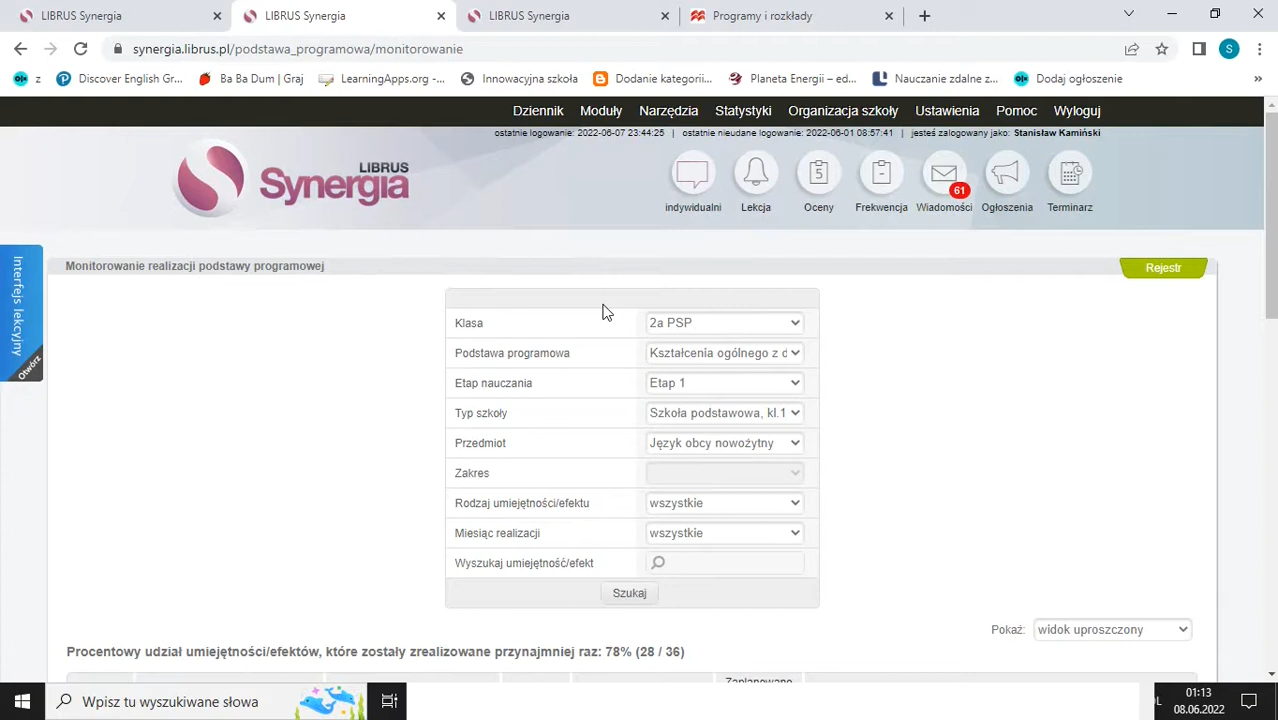 LIBRUS Synergia
LIBRUS Synergia
LIBRUS Synergia
Programy i rozkłady
synergia.librus.pl/podstawa_programowa/monitorowanie
S
z
Discover English Gr...
Ba Ba Dum | Graj
LearningApps.org -...
Innowacyjna szkoła
Dodanie kategorii...
Planeta Energii – ed...
Nauczanie zdalne z...
Dodaj ogłoszenie
»
Dziennik Moduły Narzędzia Statystyki Organizacja szkoły Ustawienia Pomoc Wyloguj
ostatnie logowanie: 2022-06-07 23:44:25 | ostatnie nieudane logowanie: 2022-06-01 08:57:41 | jesteś zalogowany jako: Stanisław Kamiński
LIBRUS
Synergia
5
61
indywidualni Lekcja Oceny Frekwencja Wiadomości Ogłoszenia Terminarz
Interfejs lekcyjny
Otwórz
Monitorowanie realizacji podstawy programowej
Rejestr
Klasa 2a PSP
Podstawa programowa Kształcenia ogólnego z d
Etap nauczania Etap 1
Typ szkoły Szkoła podstawowa, kl.1
Przedmiot Język obcy nowożytny
Zakres
Rodzaj umiejętności/efektu wszystkie
Miesiąc realizacji wszystkie
Wyszukaj umiejętność/efekt
Szukaj
Pokaż: widok uproszczony
Procentowy udział umiejętności/efektów, które zostały zrealizowane przynajmniej raz: 78% (28 / 36)
Zaplanowane
Wpisz tu wyszukiwane słowa
01:13
08.06.2022